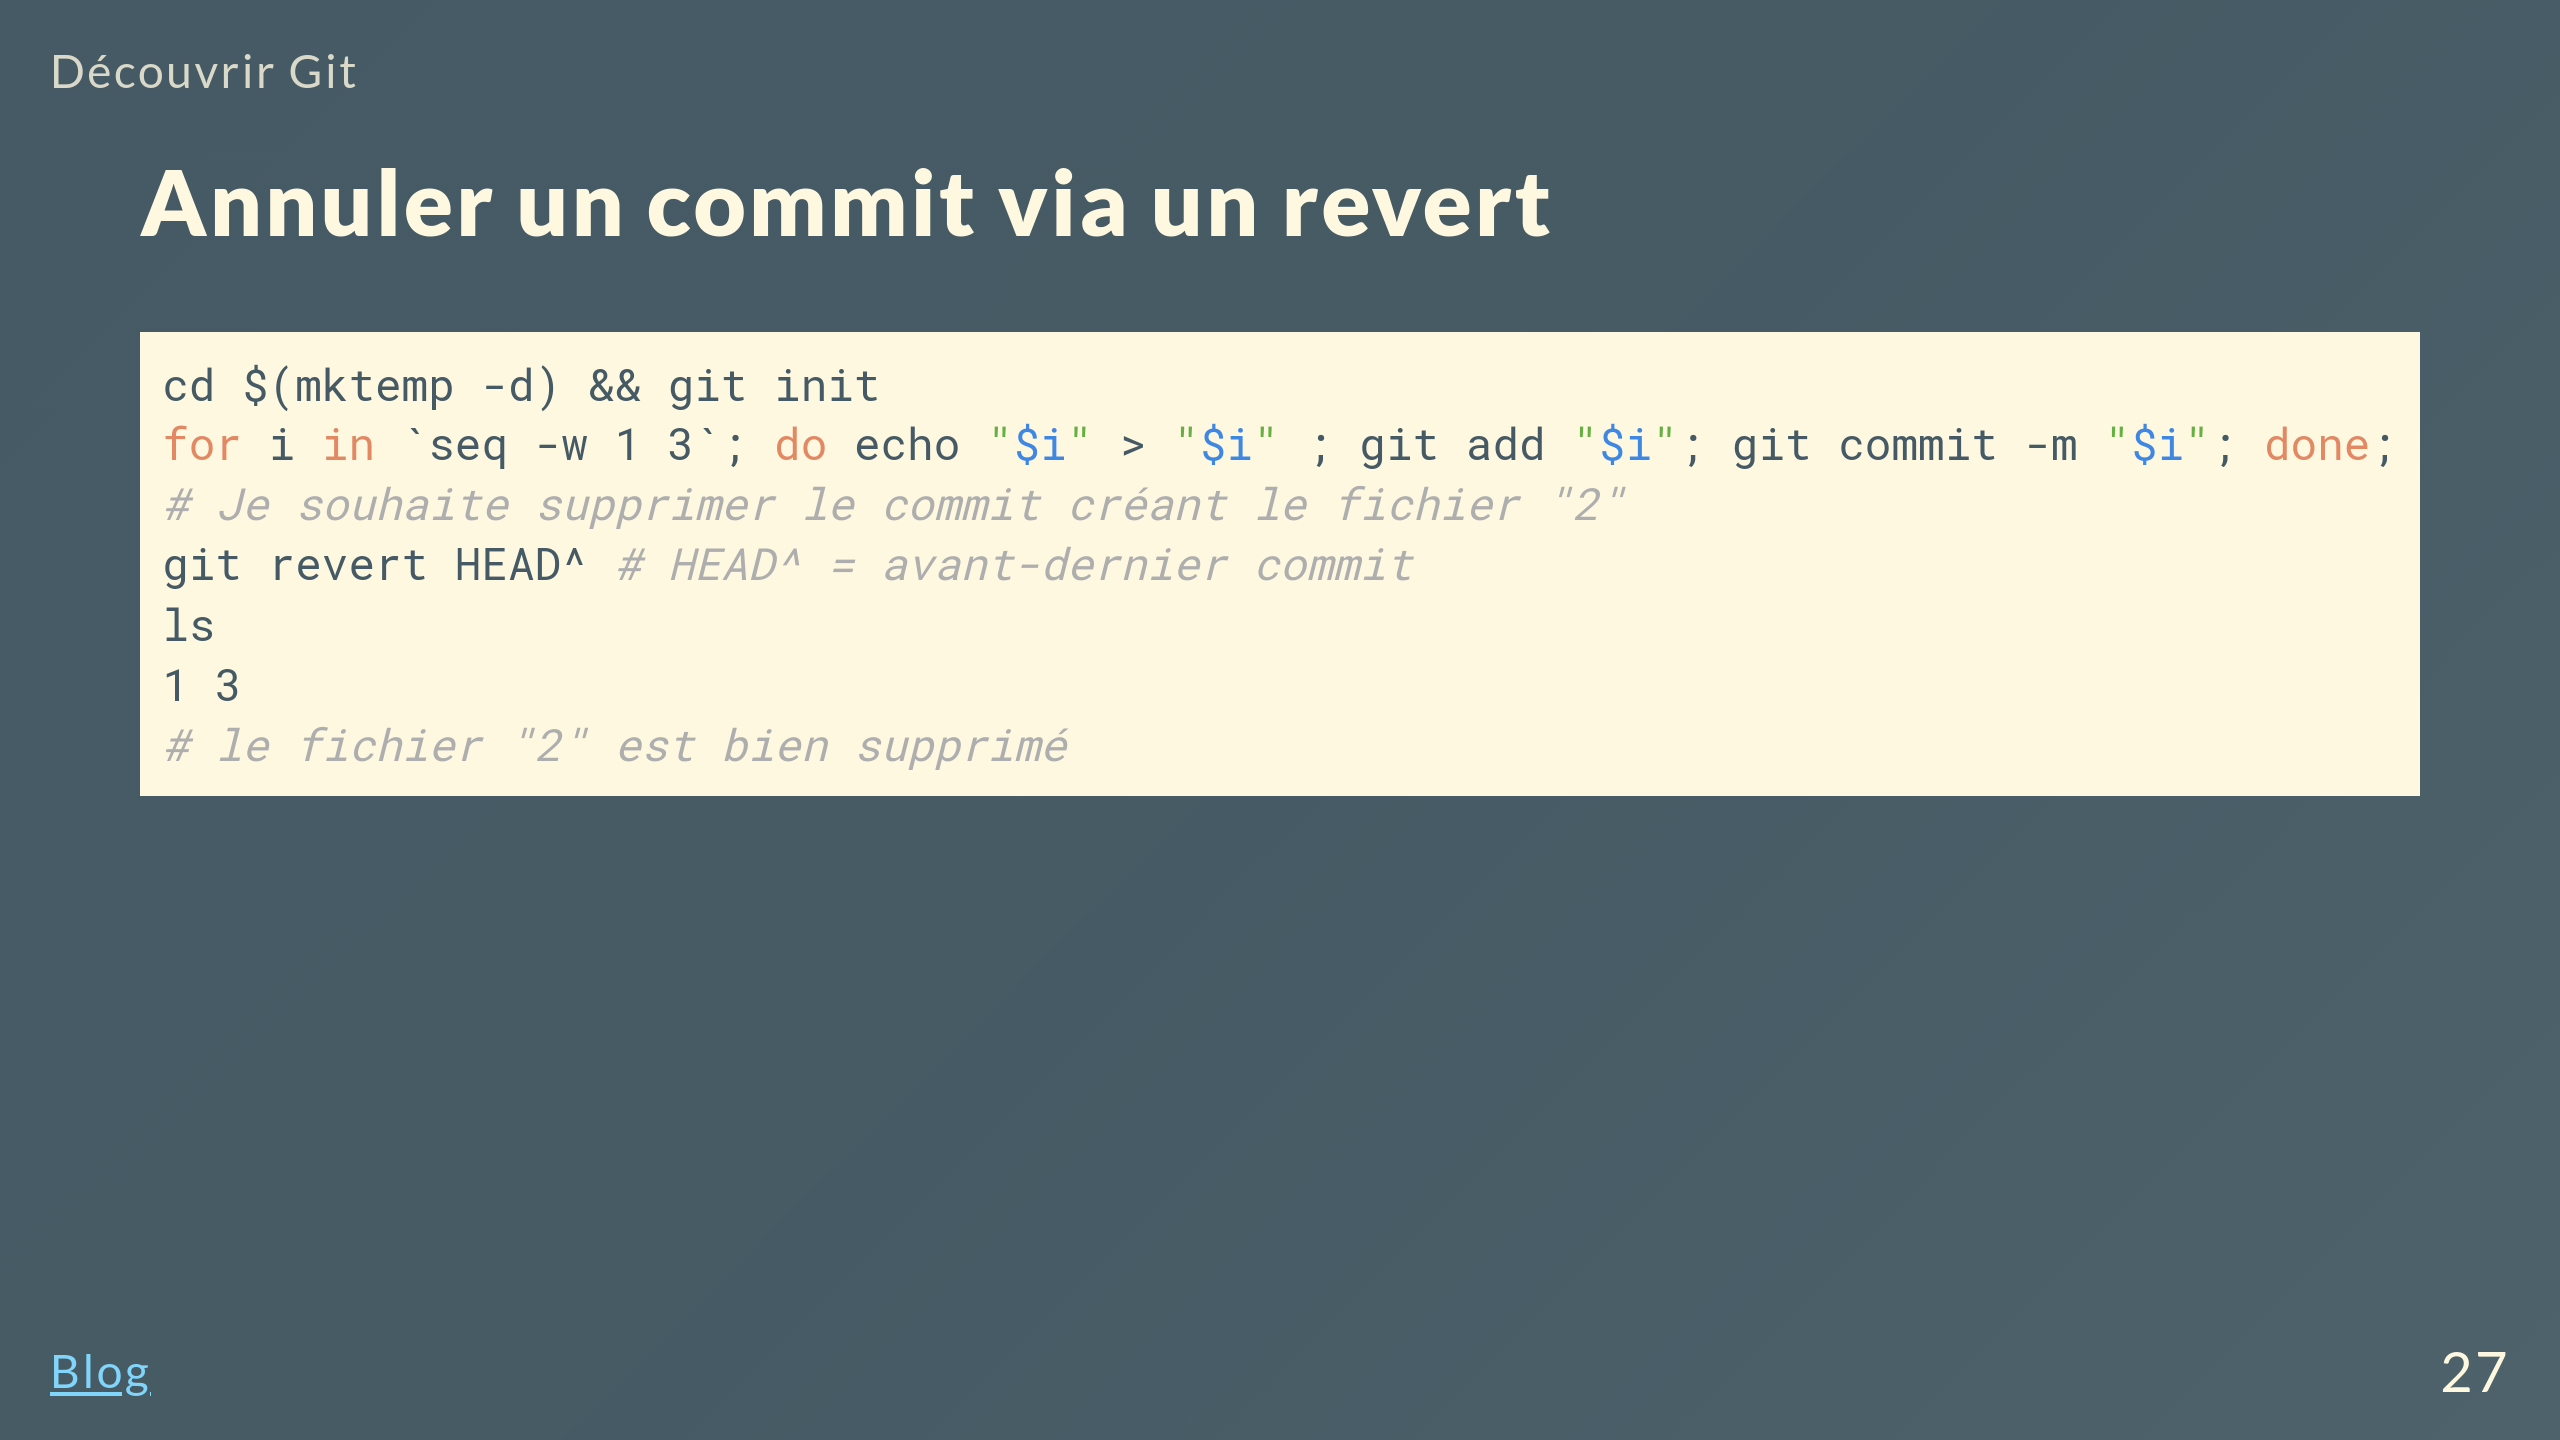 Découvrir Git
Annuler un commit via un revert
cd $(mktemp -d) && git init
for i in `seq -w 1 3`; do echo "$i" > "$i" ; git add "$i"; git commit -m "$i"; done;
# Je souhaite supprimer le commit créant le fichier "2"
git revert HEAD^ # HEAD^ = avant-dernier commit
ls
1 3
# le fichier "2" est bien supprimé
Blog
27